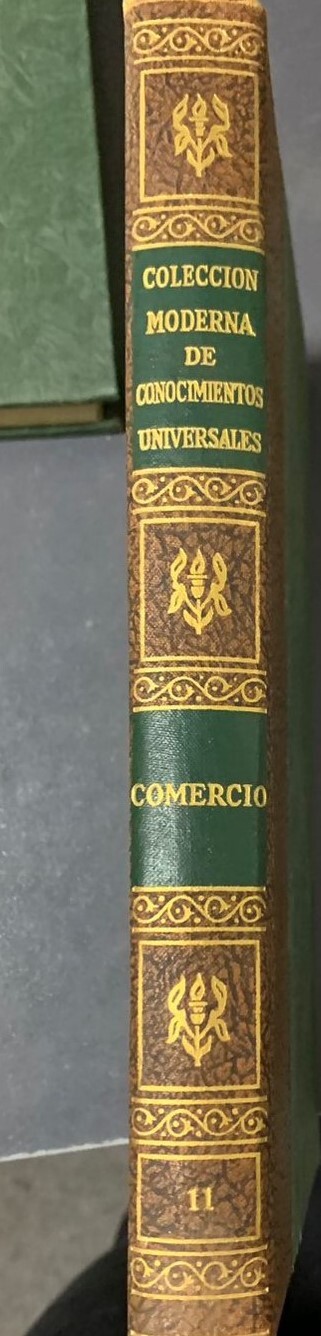 COLECCION
MODERNA
DE
CONOCIMIENTOS
UNIVERSALES
COMERCIO
11